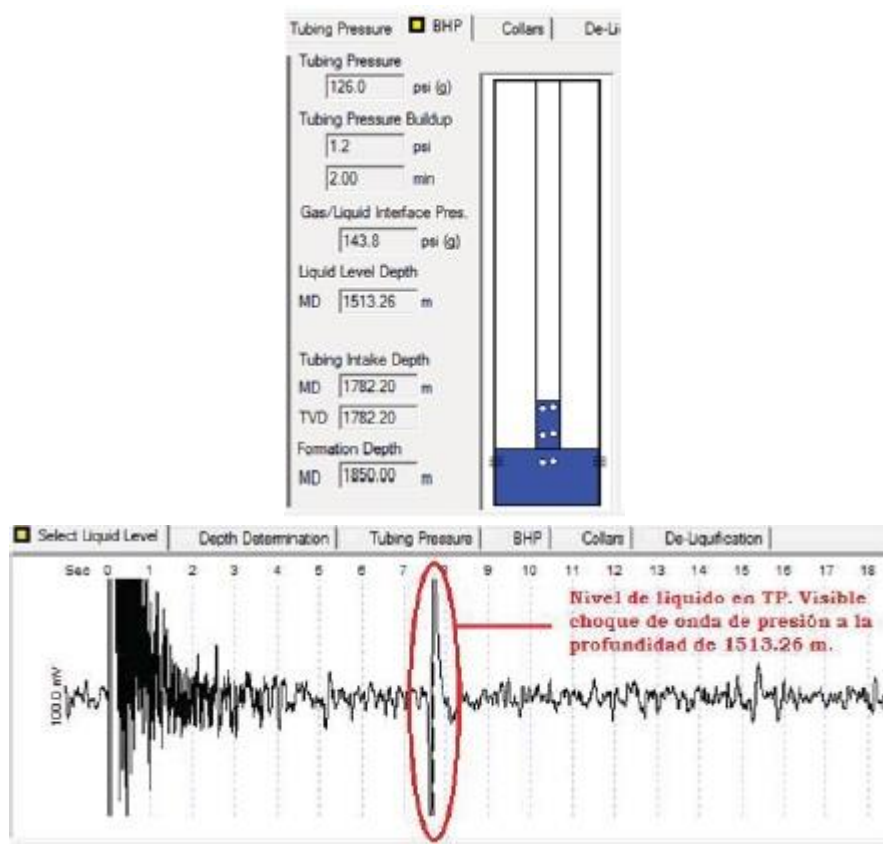 Tubing Pressure BHP Collars De-Li
Tubing Pressure
126.0 psi (g)
Tubing Pressure Buildup
1.2 psi
2.00 min
Gas/Liquid Interface Pres.
143.8 psi (g)
Liquid Level Depth
MD 1513.26 m
Tubing Intake Depth
MD 1782.20 m
TVD 1782.20
Formation Depth
MD 1850.00 m
Select Liquid Level Depth Determination Tubing Pressure BHP Collars De-Liquification
Sec 0 1 2 3 4 5 6 7 8 9 10 11 12 13 14 15 16 17 18
Nivel de líquido en TP. Visible
choque de onda de presión a la
profundidad de 1513.26 m.
100.0 mV